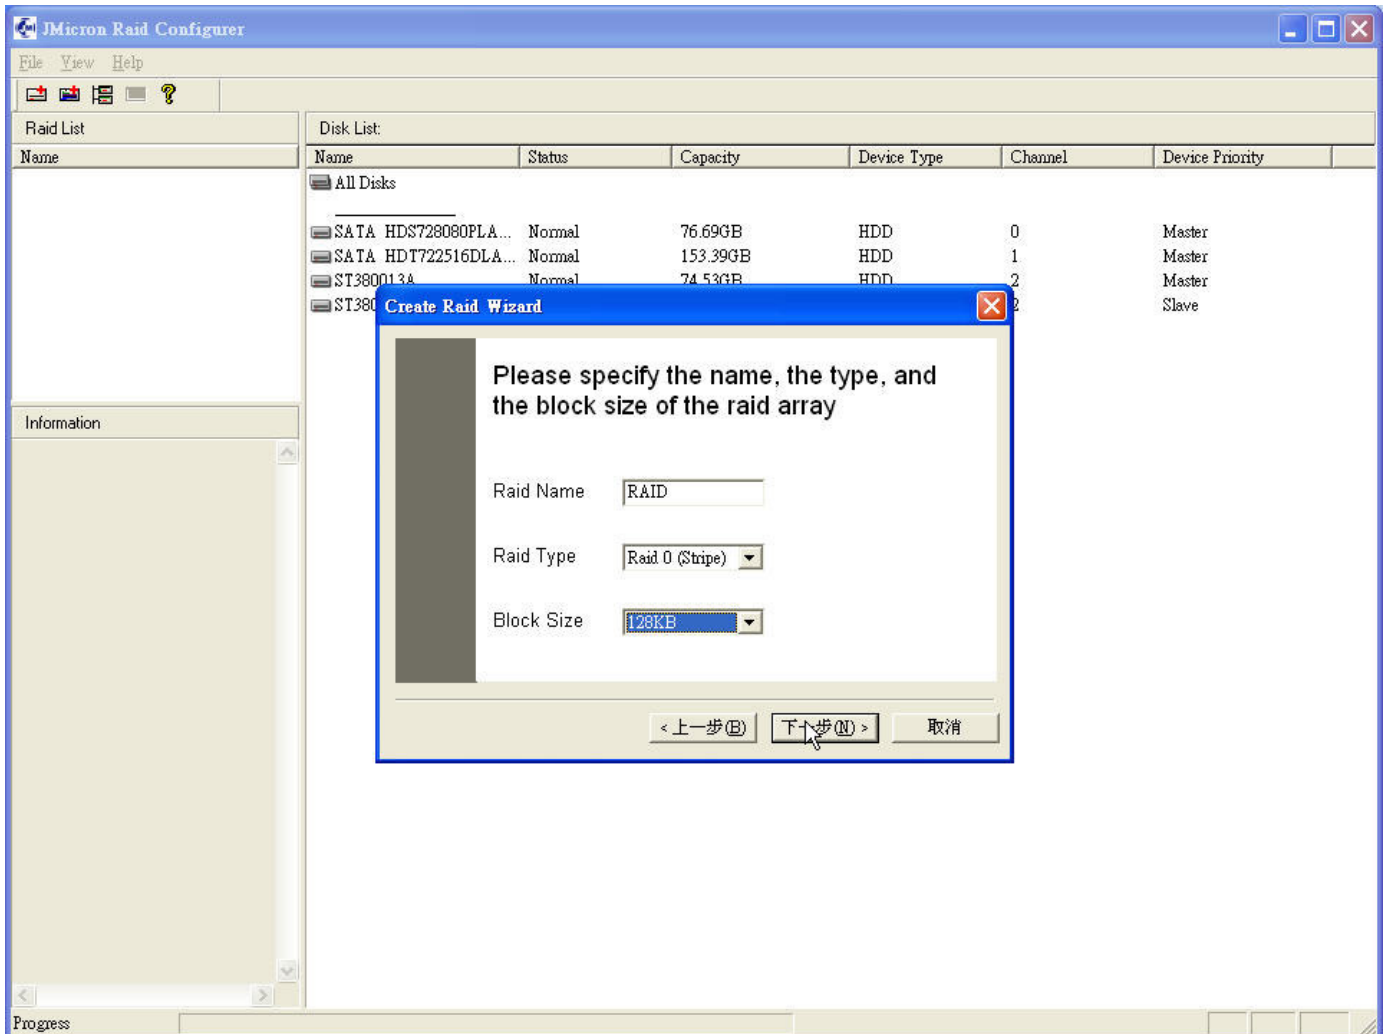 JMicron Raid Configurer
File View Help
Raid List
Disk List:
Name
Name Status Capacity Device Type Channel Device Priority
All Disks
SATA HDS728080PLA... Normal 76.69GB HDD 0 Master
SATA HDT722516DLA... Normal 153.39GB HDD 1 Master
ST380013A Normal 74.53GB HDD 2 Master
ST380 2 Slave
Create Raid Wizard
Please specify the name, the type, and
the block size of the raid array
Raid Name RAID
Raid Type Raid 0 (Stripe)
Block Size 128KB
<上一步(B) 下一步(N) > 取消
Information
Progress